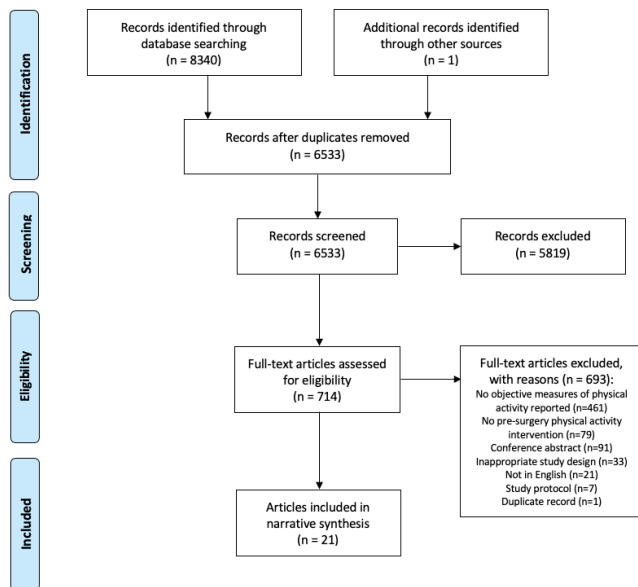 Identification
Records identified through
database searching
(n = 8340)
Additional records identified
through other sources
(n = 1)
Records after duplicates removed
(n = 6533)
Screening
Records screened
(n = 6533)
Records excluded
(n = 5819)
Eligibility
Full-text articles assessed
for eligibility
(n = 714)
Full-text articles excluded,
with reasons (n = 693):
No objective measures of physical
activity reported (n=461)
No pre-surgery physical activity
intervention (n=79)
Conference abstract (n=91)
Inappropriate study design (n=33)
Not in English (n=21)
Study protocol (n=7)
Duplicate record (n=1)
Included
Articles included in
narrative synthesis
(n = 21)